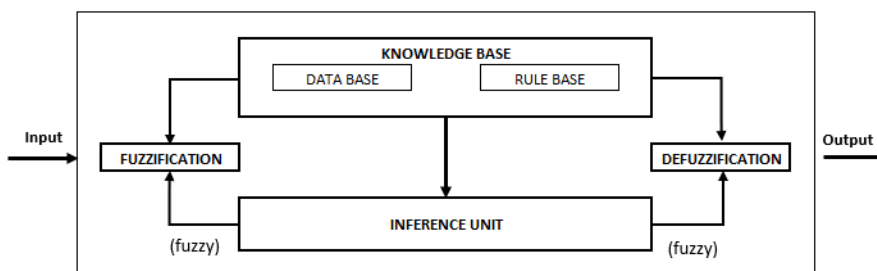 KNOWLEDGE BASE
DATA BASE
RULE BASE
Input
Output
FUZZIFICATION
DEFUZZIFICATION
INFERENCE UNIT
(fuzzy)
(fuzzy)